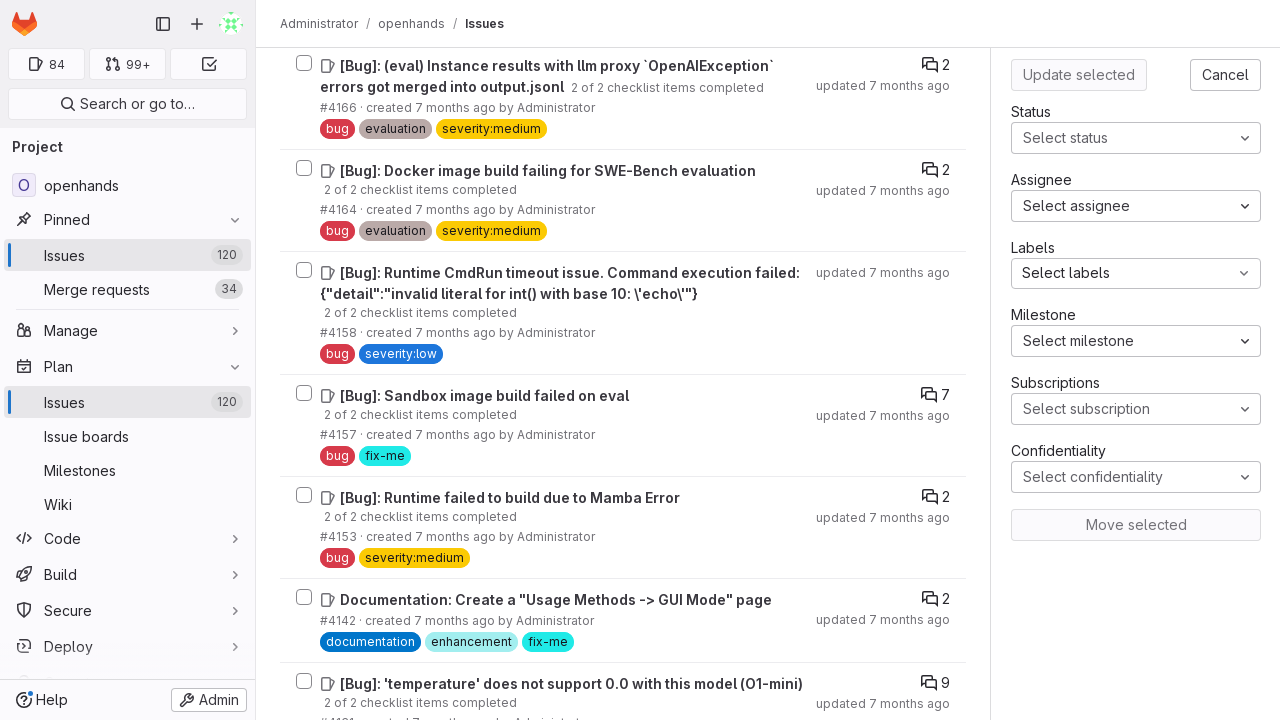 Administrator / openhands / Issues
84
99+
Search or go to…
Project
O openhands
Pinned
Issues 120
Merge requests 34
Manage
Plan
Issues 120
Issue boards
Milestones
Wiki
Code
Build
Secure
Deploy
Help
Admin
[Bug]: (eval) Instance results with llm proxy `OpenAIException`
errors got merged into output.jsonl 2 of 2 checklist items completed
#4166 · created 7 months ago by Administrator
bug evaluation severity:medium
2
updated 7 months ago
[Bug]: Docker image build failing for SWE-Bench evaluation
2 of 2 checklist items completed
#4164 · created 7 months ago by Administrator
bug evaluation severity:medium
2
updated 7 months ago
[Bug]: Runtime CmdRun timeout issue. Command execution failed:
{"detail":"invalid literal for int() with base 10: \'echo\'"}
2 of 2 checklist items completed
#4158 · created 7 months ago by Administrator
bug severity:low
updated 7 months ago
[Bug]: Sandbox image build failed on eval
2 of 2 checklist items completed
#4157 · created 7 months ago by Administrator
bug fix-me
7
updated 7 months ago
[Bug]: Runtime failed to build due to Mamba Error
2 of 2 checklist items completed
#4153 · created 7 months ago by Administrator
bug severity:medium
2
updated 7 months ago
Documentation: Create a "Usage Methods -> GUI Mode" page
#4142 · created 7 months ago by Administrator
documentation enhancement fix-me
2
updated 7 months ago
[Bug]: 'temperature' does not support 0.0 with this model (O1-mini)
2 of 2 checklist items completed
9
updated 7 months ago
Update selected
Cancel
Status
Select status
Assignee
Select assignee
Labels
Select labels
Milestone
Select milestone
Subscriptions
Select subscription
Confidentiality
Select confidentiality
Move selected